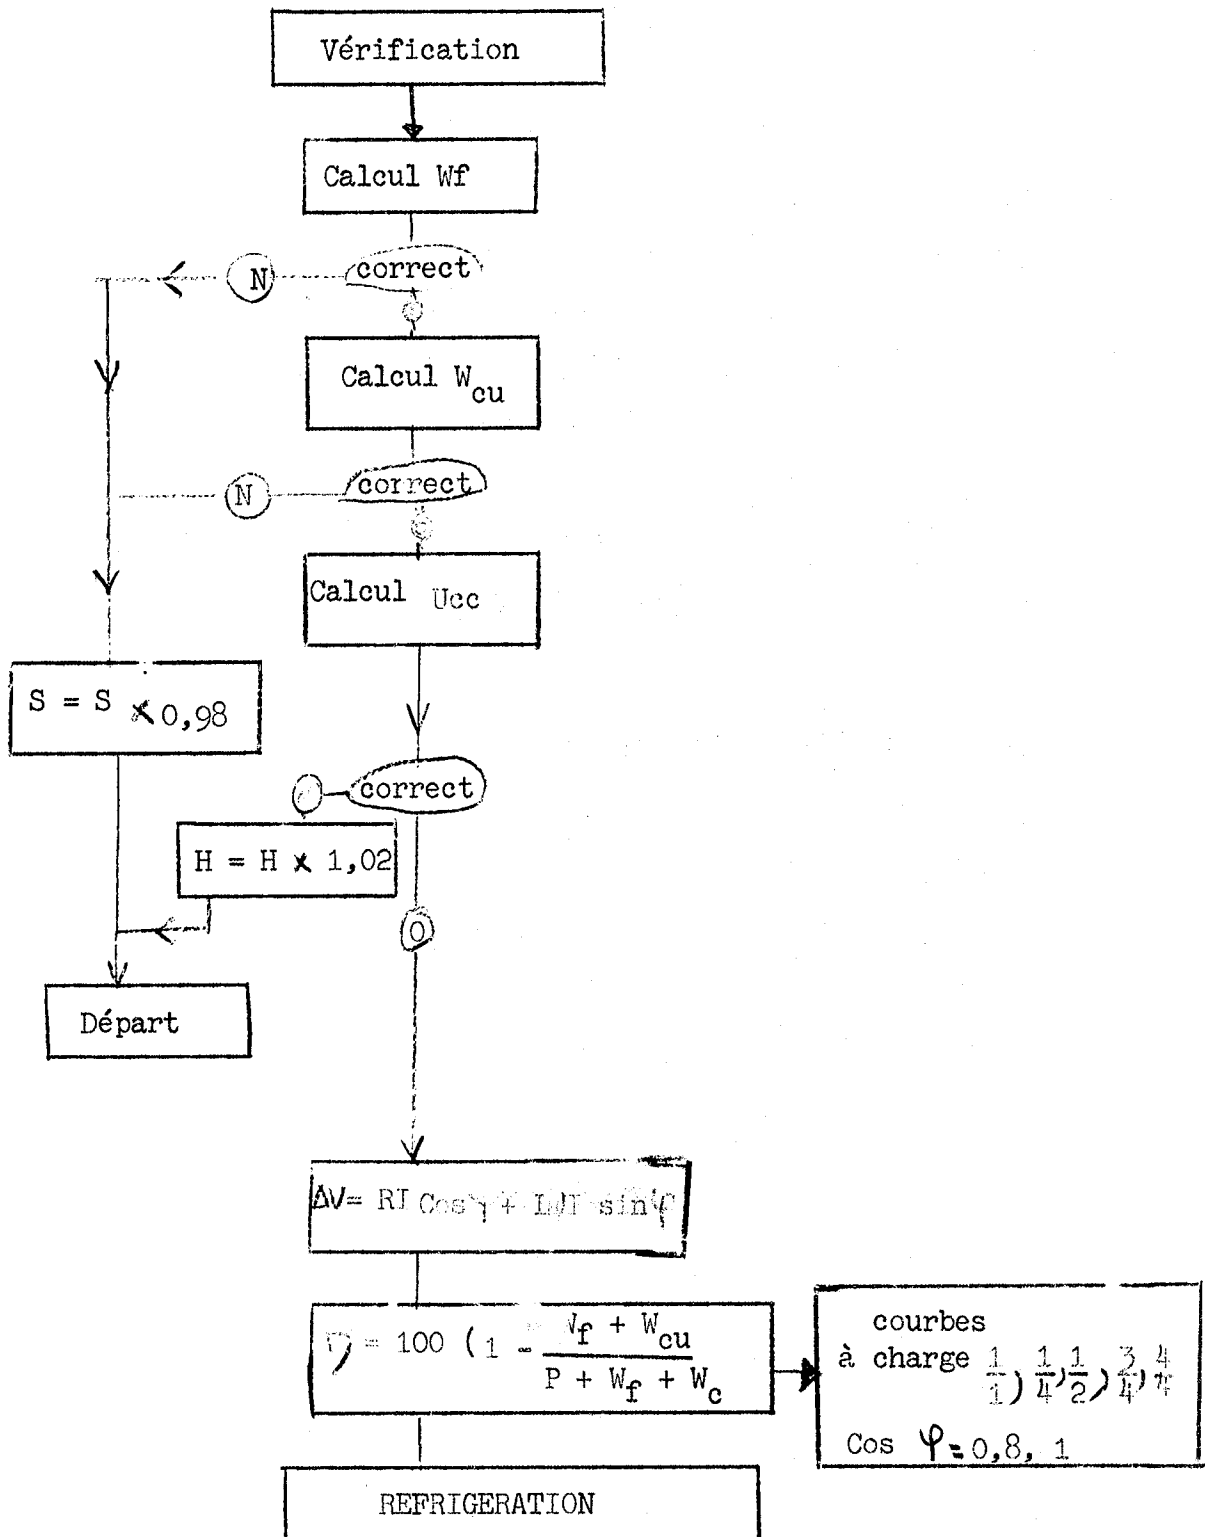 Vérification
Calcul Wf
correct
N
Calcul Wcu
correct
N
Calcul Ucc
S = S x 0,98
correct
H = H x 1,02
O
Départ
ΔV= RI Cos φ + LωI sin φ
η = 100 ( 1 - Wf + Wcu
P + Wf + Wc
courbes
à charge 1/1, 1/4, 1/2, 3/4, 4/4
Cos φ = 0,8, 1
REFRIGERATION